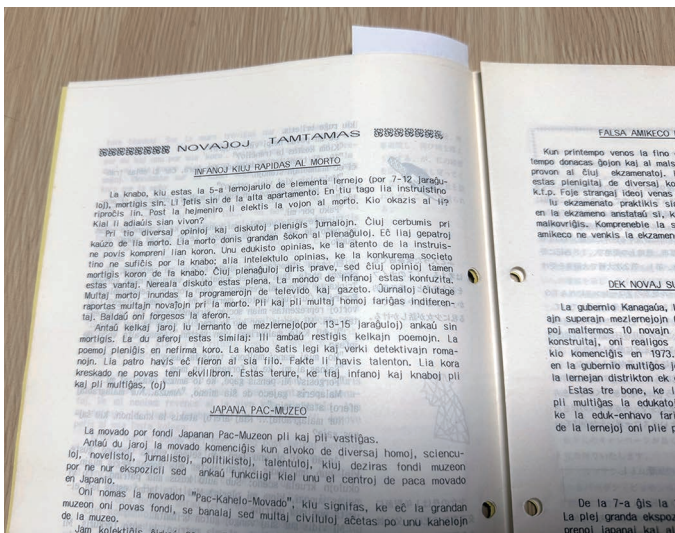 NOVAĴOJ TAMTAMAS
INFANOJ KIUJ RAPIDAS AL MORTO
La knabo, kiu estas la 5-a lernojarulo de elementa lernejo (por 7-12 jaraĝu-
loj), mortigis sin. Li ĵetis sin de la alta apartamento. En tiu tago lia instruistino
riproĉis lin. Post la hejmeniro li elektis la vojon al morto. Kio okazis al li?
Kial li adiaŭis sian vivon?
Pri tio diversaj opinioj kaj diskutoj plenigis ĵurnalojn. Ĉiuj cerbumis pri
kaŭzo de lia morto. Lia morto donis grandan ŝokon al plenaĝuloj. Eĉ liaj gepatroj
ne povis kompreni lian koron. Unu edukisto opinias, ke la atento de la instruis-
tino ne sufiĉis por la knabo; alia intelektulo opinias, ke la konkurema societo
mortigis koron de la knabo. Ĉiuj plenaĝuloj diris prave, sed ĉiuj opinioj tamen
estas vantaj. Nereala diskuto estas plena. La mondo de infanoj estas konfuzita.
Multaj mortoj inundas la programerojn de televido kaj gazeto. Ĵurnaloj ĉiutage
raportas multajn novaĵojn pri la morto. Pli kaj pli multaj homoj fariĝas indiferen-
taj. Baldaŭ oni forgesos la aferon.
Antaŭ kelkaj jaroj iu lernanto de mezlernejo(por 13-15 jaraĝuloj) ankaŭ sin
mortigis. La du aferoj estas similaj: ili ambaŭ restigis kelkajn poemojn. La
poemoj pleniĝis en nefirma koro. La knabo ŝatis legi kaj verki detektivajn roma-
nojn. Lia patro havis eĉ fieron al sia filo. Fakte li havis talenton. Lia kora
kreskado ne povas teni ekvilibron. Estas terure, ke tiaj infanoj kaj knaboj pli
kaj pli multiĝas. (oj)
JAPANA PAC-MUZEO
La movado por fondi Japanan Pac-Muzeon pli kaj pli vastiĝas.
Antaŭ du jaroj la movado komenciĝis kun alvoko de diversaj homoj, sciencu-
loj, novelistoj, ĵurnalistoj, politikistoj, talentuloj, kiuj deziras fondi muzeon
por ne nur ekspozicii sed ankaŭ funkciigi kiel unu el centroj de paca movado
en Japanio.
Oni nomas la movadon "Pac-Kahelo-Movado", kiu signifas, ke eĉ la grandan
muzeon oni povas fondi, se banalaj sed multaj civituloj aĉetas po unu kahelojn
de la muzeo.
Jam kolektiĝis
FALSA AMIKECO
Kun printempo venos la fino
tempo donacas ĝojon kaj al mals
provon al ĉiuj ekzamenatoj.
estas plenigitaj de diversaj ko
k.t.p. Foje strangaj ideoj venas
Iu ekzamenato praktikis si
en la ekzameno anstataŭ si, k
malkovriĝis. Kompreneble la s
amikeco ne venkis la ekzamen
DEK NOVAJ SU
La gubernio Kanagaŭa,
ajn superajn mezlernejojn
poj malfermos 10 novajn
konstruitaj, oni realigos
kio komenciĝis en 1973.
en la gubernio multiĝos j
la lernejan distrikton ek
Estas tre bone, ke
pli multiĝas la edukatoj
ke la eduk-enhavo fari
de la lernejoj oni plie p
De la 7-a ĝis la
La plej granda ekspoz
prenoj japanaj kaj al